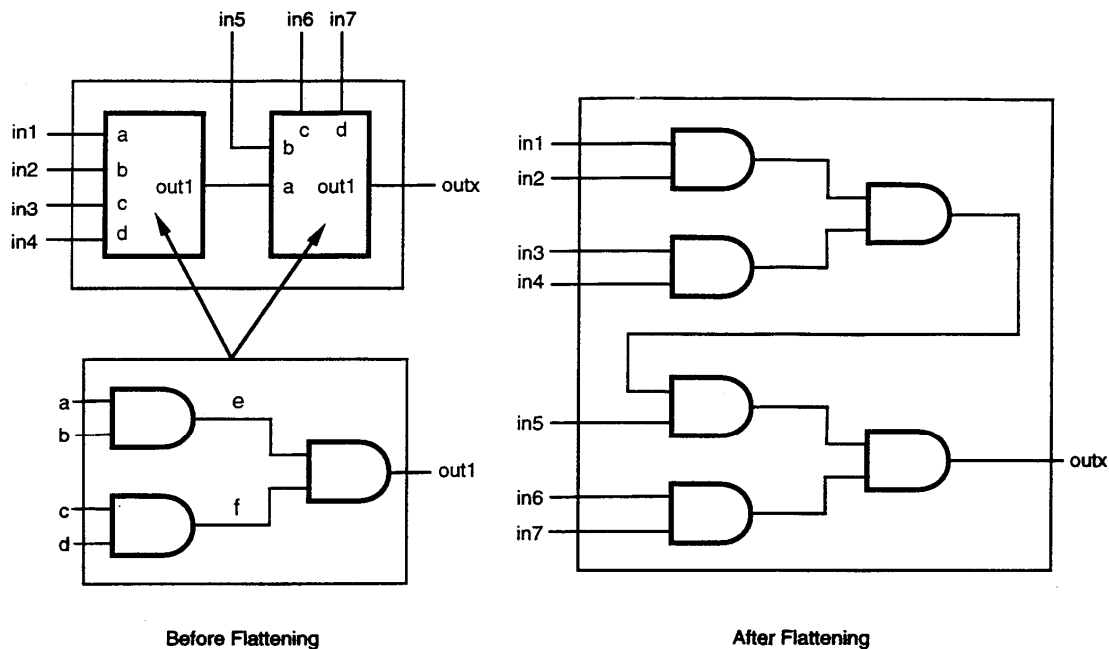 in5 in6 in7
in1 a c d
in2 b b
out1 a out1 outx
in3 c
in4 d
a e
b
out1
c f
d
Before Flattening
in1
in2
in3
in4
in5
outx
in6
in7
After Flattening